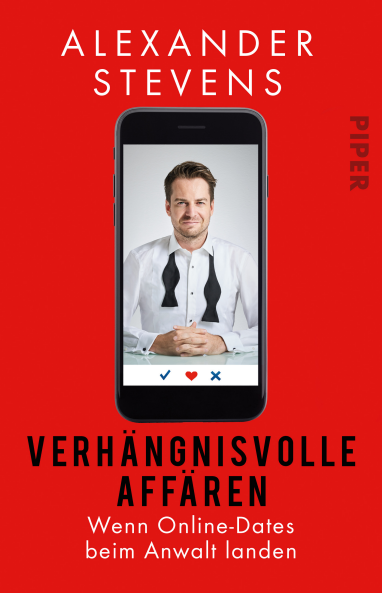 ALEXANDER
STEVENS
PIPER
VERHÄNGNISVOLLE
AFFÄREN
Wenn Online-Dates
beim Anwalt landen